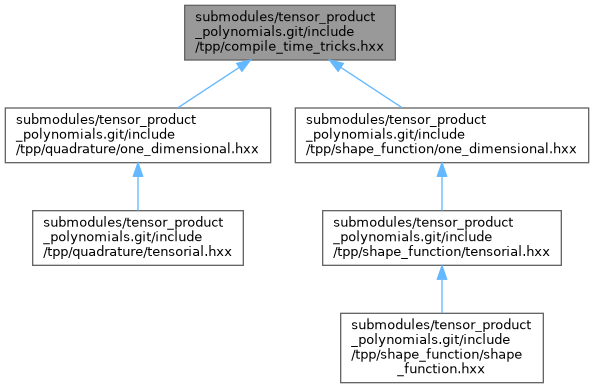 submodules/tensor_product
_polynomials.git/include
/tpp/compile_time_tricks.hxx
submodules/tensor_product
_polynomials.git/include
/tpp/quadrature/one_dimensional.hxx
submodules/tensor_product
_polynomials.git/include
/tpp/shape_function/one_dimensional.hxx
submodules/tensor_product
_polynomials.git/include
/tpp/quadrature/tensorial.hxx
submodules/tensor_product
_polynomials.git/include
/tpp/shape_function/tensorial.hxx
submodules/tensor_product
_polynomials.git/include
/tpp/shape_function/shape
_function.hxx